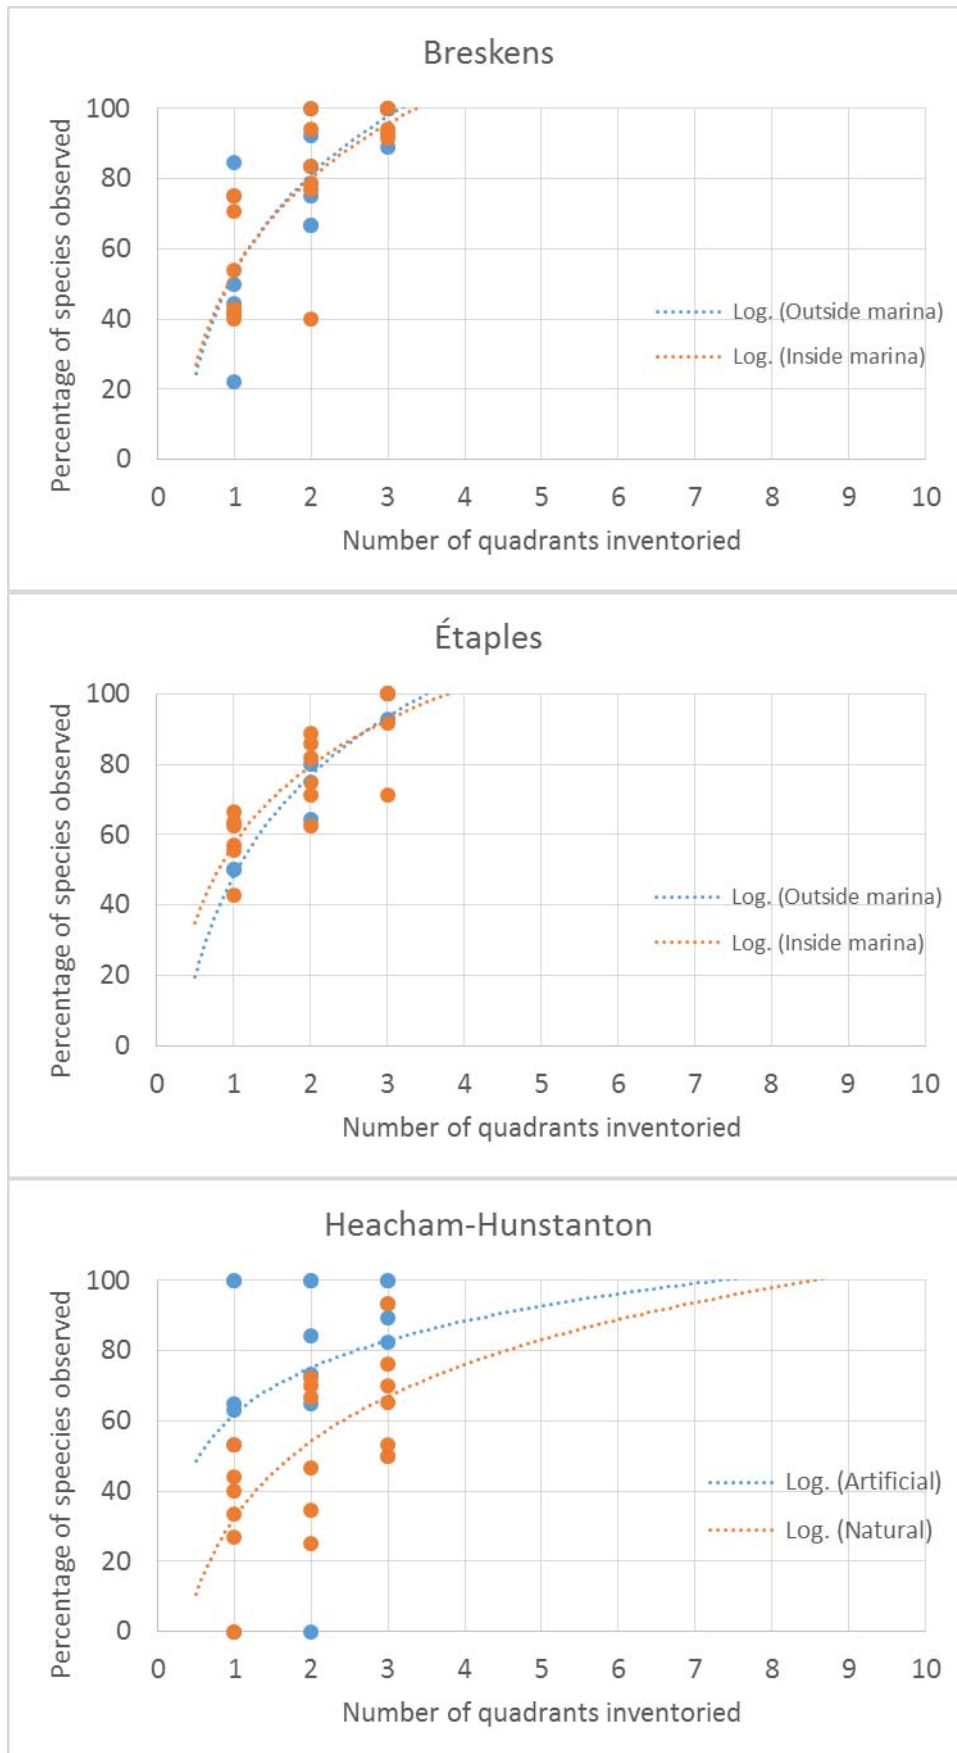 Breskens
Percentage of species observed
100
80
60
40
20
0
0 1 2 3 4 5 6 7 8 9 10
Number of quadrants inventoried
Log. (Outside marina)
Log. (Inside marina)
Étaples
Percentage of species observed
100
80
60
40
20
0
0 1 2 3 4 5 6 7 8 9 10
Number of quadrants inventoried
Log. (Outside marina)
Log. (Inside marina)
Heacham-Hunstanton
Percentage of speecies observed
100
80
60
40
20
0
0 1 2 3 4 5 6 7 8 9 10
Number of quadrants inventoried
Log. (Artificial)
Log. (Natural)